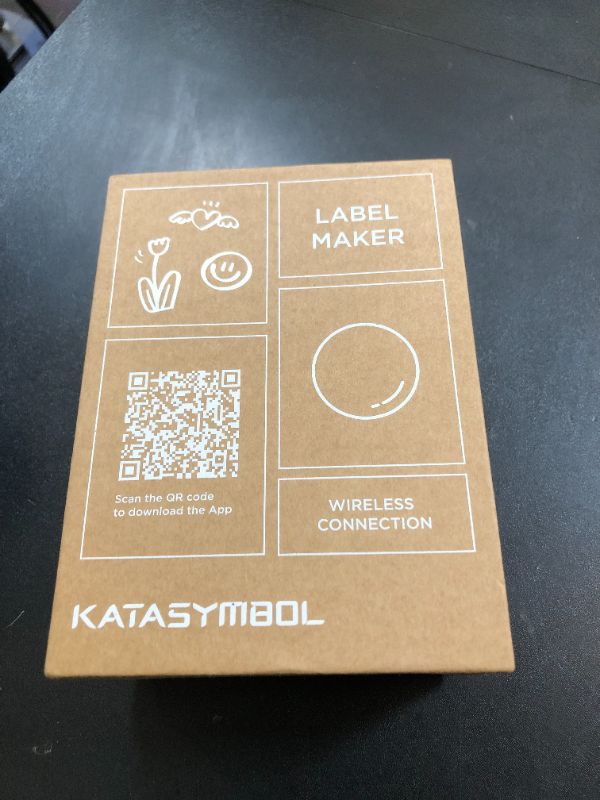 LABEL
MAKER
Scan the QR code
to download the App
WIRELESS
CONNECTION
KATASYMBOL